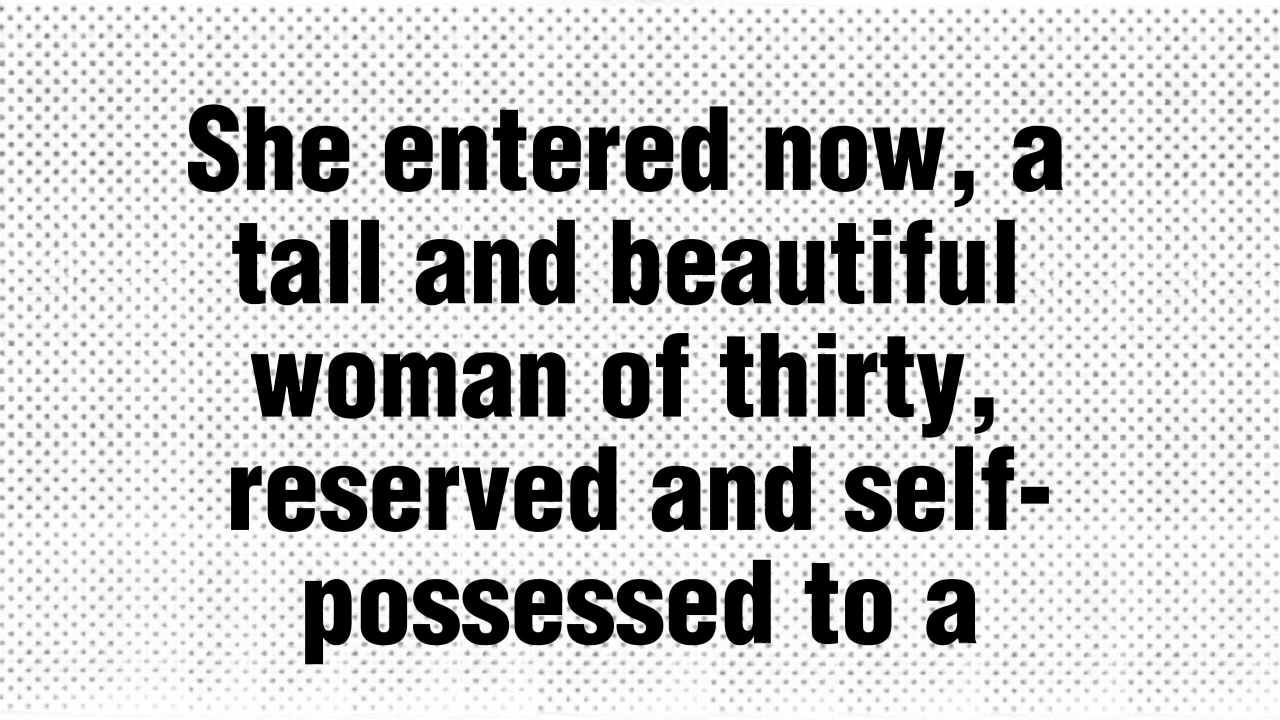 She entered now, a
tall and beautiful
woman of thirty,
reserved and self-
possessed to a